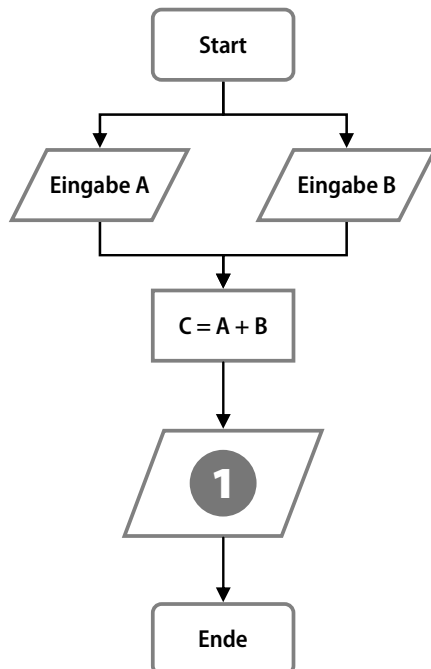 Start
Eingabe A
Eingabe B
C = A + B
1
Ende